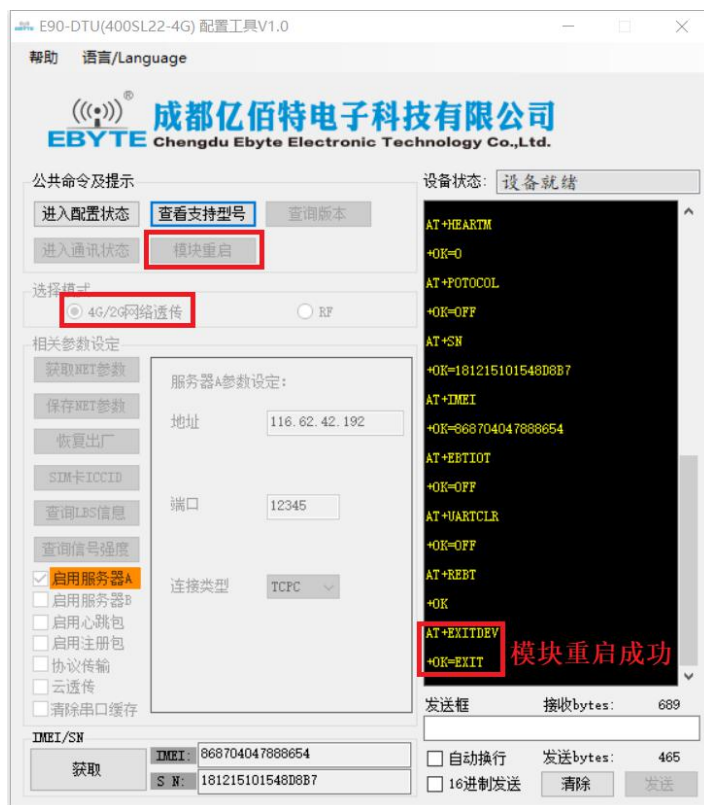 E90-DTU(400SL22-4G) 配置工具V1.0
帮助 语言/Language
EBYTE ®
成都亿佰特电子科技有限公司
Chengdu Ebyte Electronic Technology Co.,Ltd.
公共命令及提示
进入配置状态 查看支持型号 查询版本
进入通讯状态 模块重启
选择模式
4G/2G网络透传 RF
相关参数设定
获取NET参数
保存NET参数
恢复出厂
SIM卡ICCID
查询LBS信息
查询信号强度
启用服务器A
启用服务器B
启用心跳包
启用注册包
协议传输
云透传
清除串口缓存
服务器A参数设定:
地址 116.62.42.192
端口 12345
连接类型 TCPC
IMEI/SN
获取
IMEI: 868704047888654
S N: 181215101548D8B7
设备状态: 设备就绪
AT+HEARTM
+OK=0
AT+POTOCOL
+OK=OFF
AT+SN
+OK=181215101548D8B7
AT+IMEI
+OK=868704047888654
AT+EBTIOT
+OK=OFF
AT+UARTCLR
+OK=OFF
AT+REBT
+OK
AT+EXITDEV
+OK=EXIT
模块重启成功
发送框 接收bytes: 689
自动换行 发送bytes: 465
16进制发送 清除 发送